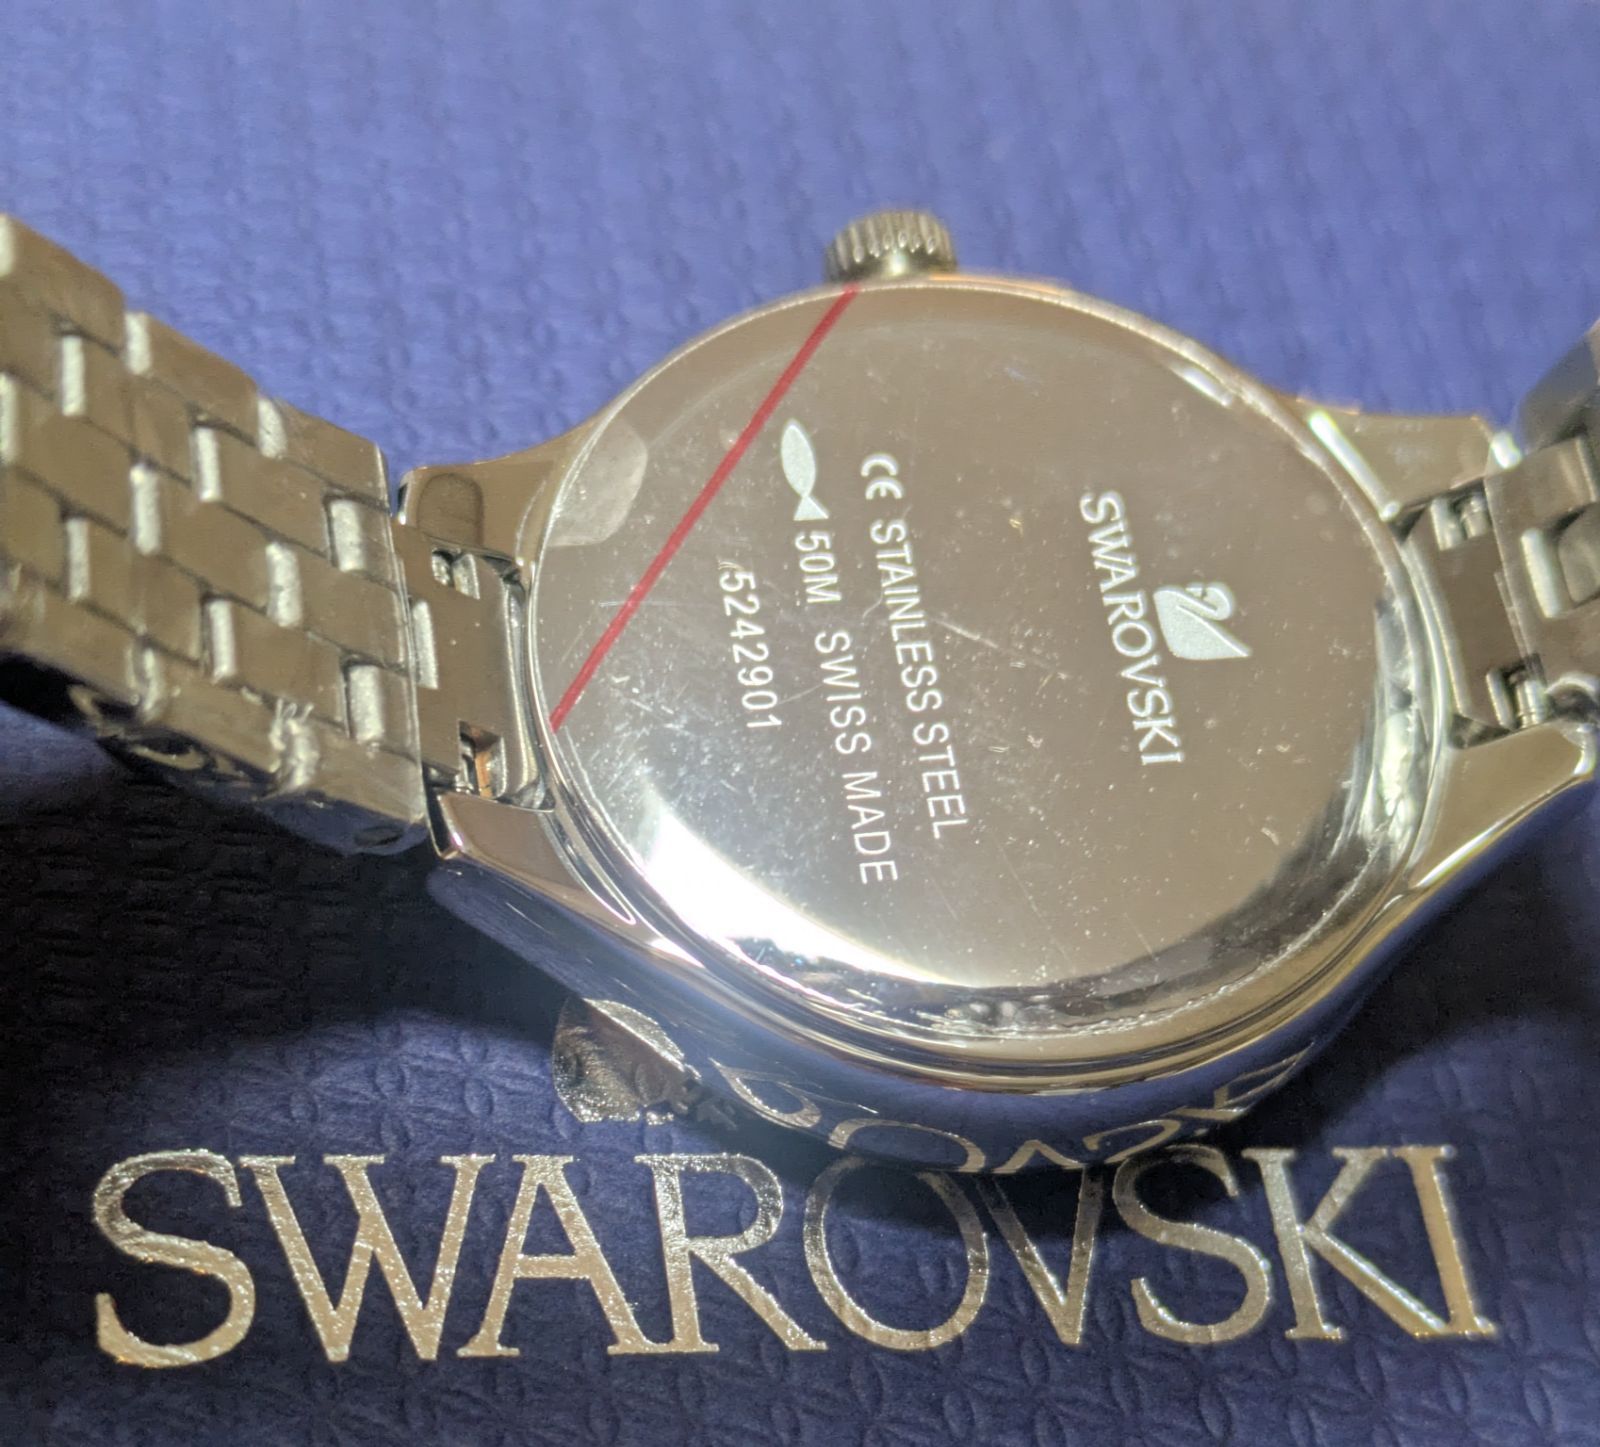 SWAROVSKI
CE STAINLESS STEEL
50M SWISS MADE
5242901
SWAROVSKI